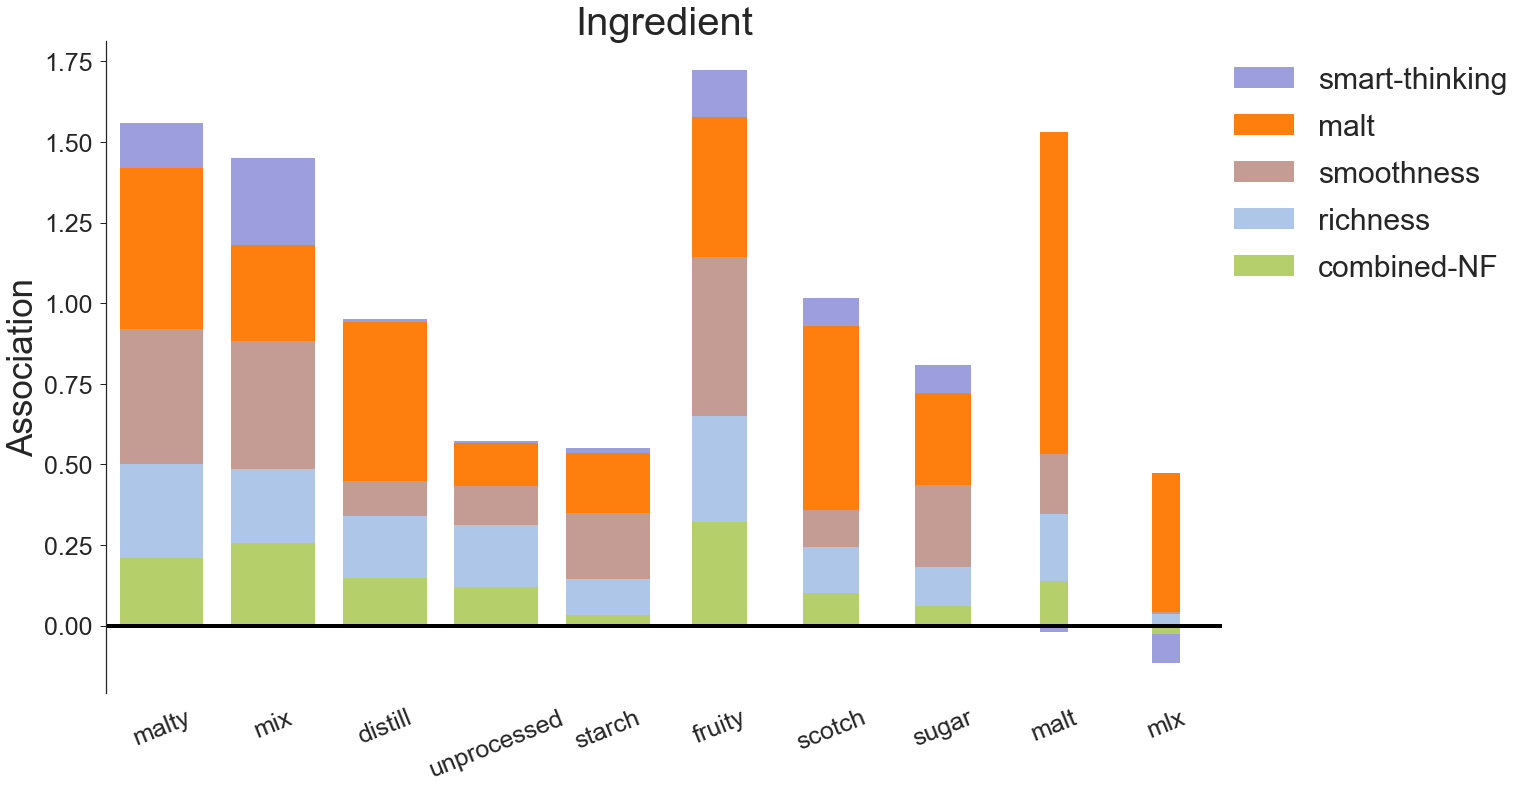 Ingredient
Association
1.75
1.50
1.25
1.00
0.75
0.50
0.25
0.00
malty
mix
distill
unprocessed
starch
fruity
scotch
sugar
malt
mlx
smart-thinking
malt
smoothness
richness
combined-NF